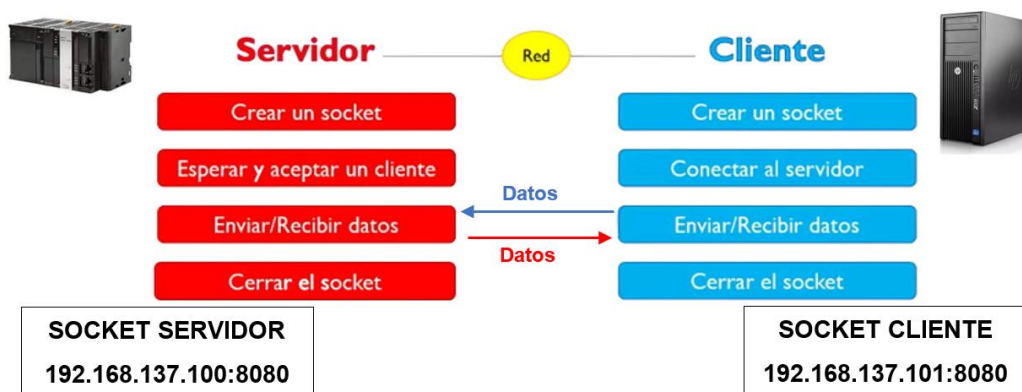 Servidor
Red
Cliente
Crear un socket
Crear un socket
Esperar y aceptar un cliente
Conectar al servidor
Datos
Enviar/Recibir datos
Enviar/Recibir datos
Datos
Cerrar el socket
Cerrar el socket
SOCKET SERVIDOR
192.168.137.100:8080
SOCKET CLIENTE
192.168.137.101:8080